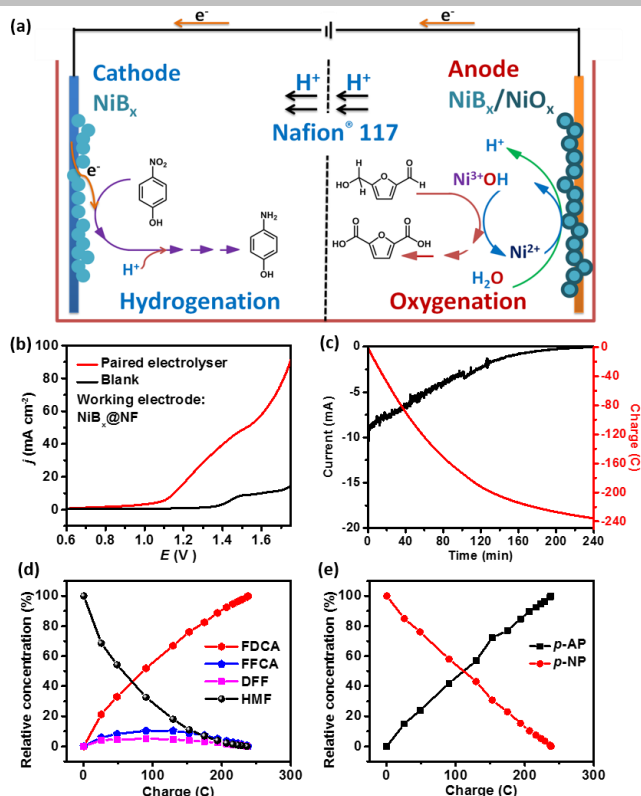 (a)
e⁻
e⁻
Cathode
NiBₓ
H⁺ H⁺
Nafion® 117
Anode
NiBₓ/NiOₓ
e⁻
NO₂
OH
H⁺
NH₂
OH
Hydrogenation
H
HO
H
O
O
H
HO
O
O
OH
Ni³⁺OH
H⁺
Ni²⁺
H₂O
Oxygenation
(b)
100
80
60
40
20
0
j (mA cm⁻²)
Paired electrolyser
Blank
Working electrode:
NiBₓ@NF
0.6 0.8 1.0 1.2 1.4 1.6
E (V )
(c)
0
-5
-10
-15
-20
Current (mA)
0
-40
-80
-120
-160
-200
-240
Charge (C)
0 40 80 120 160 200 240
Time (min)
(d)
100
80
60
40
20
0
Relative concentration (%)
FDCA
FFCA
DFF
HMF
0 100 200 300
Charge (C)
(e)
100
80
60
40
20
0
Relative concentration (%)
p-AP
p-NP
0 100 200 300
Charge (C)